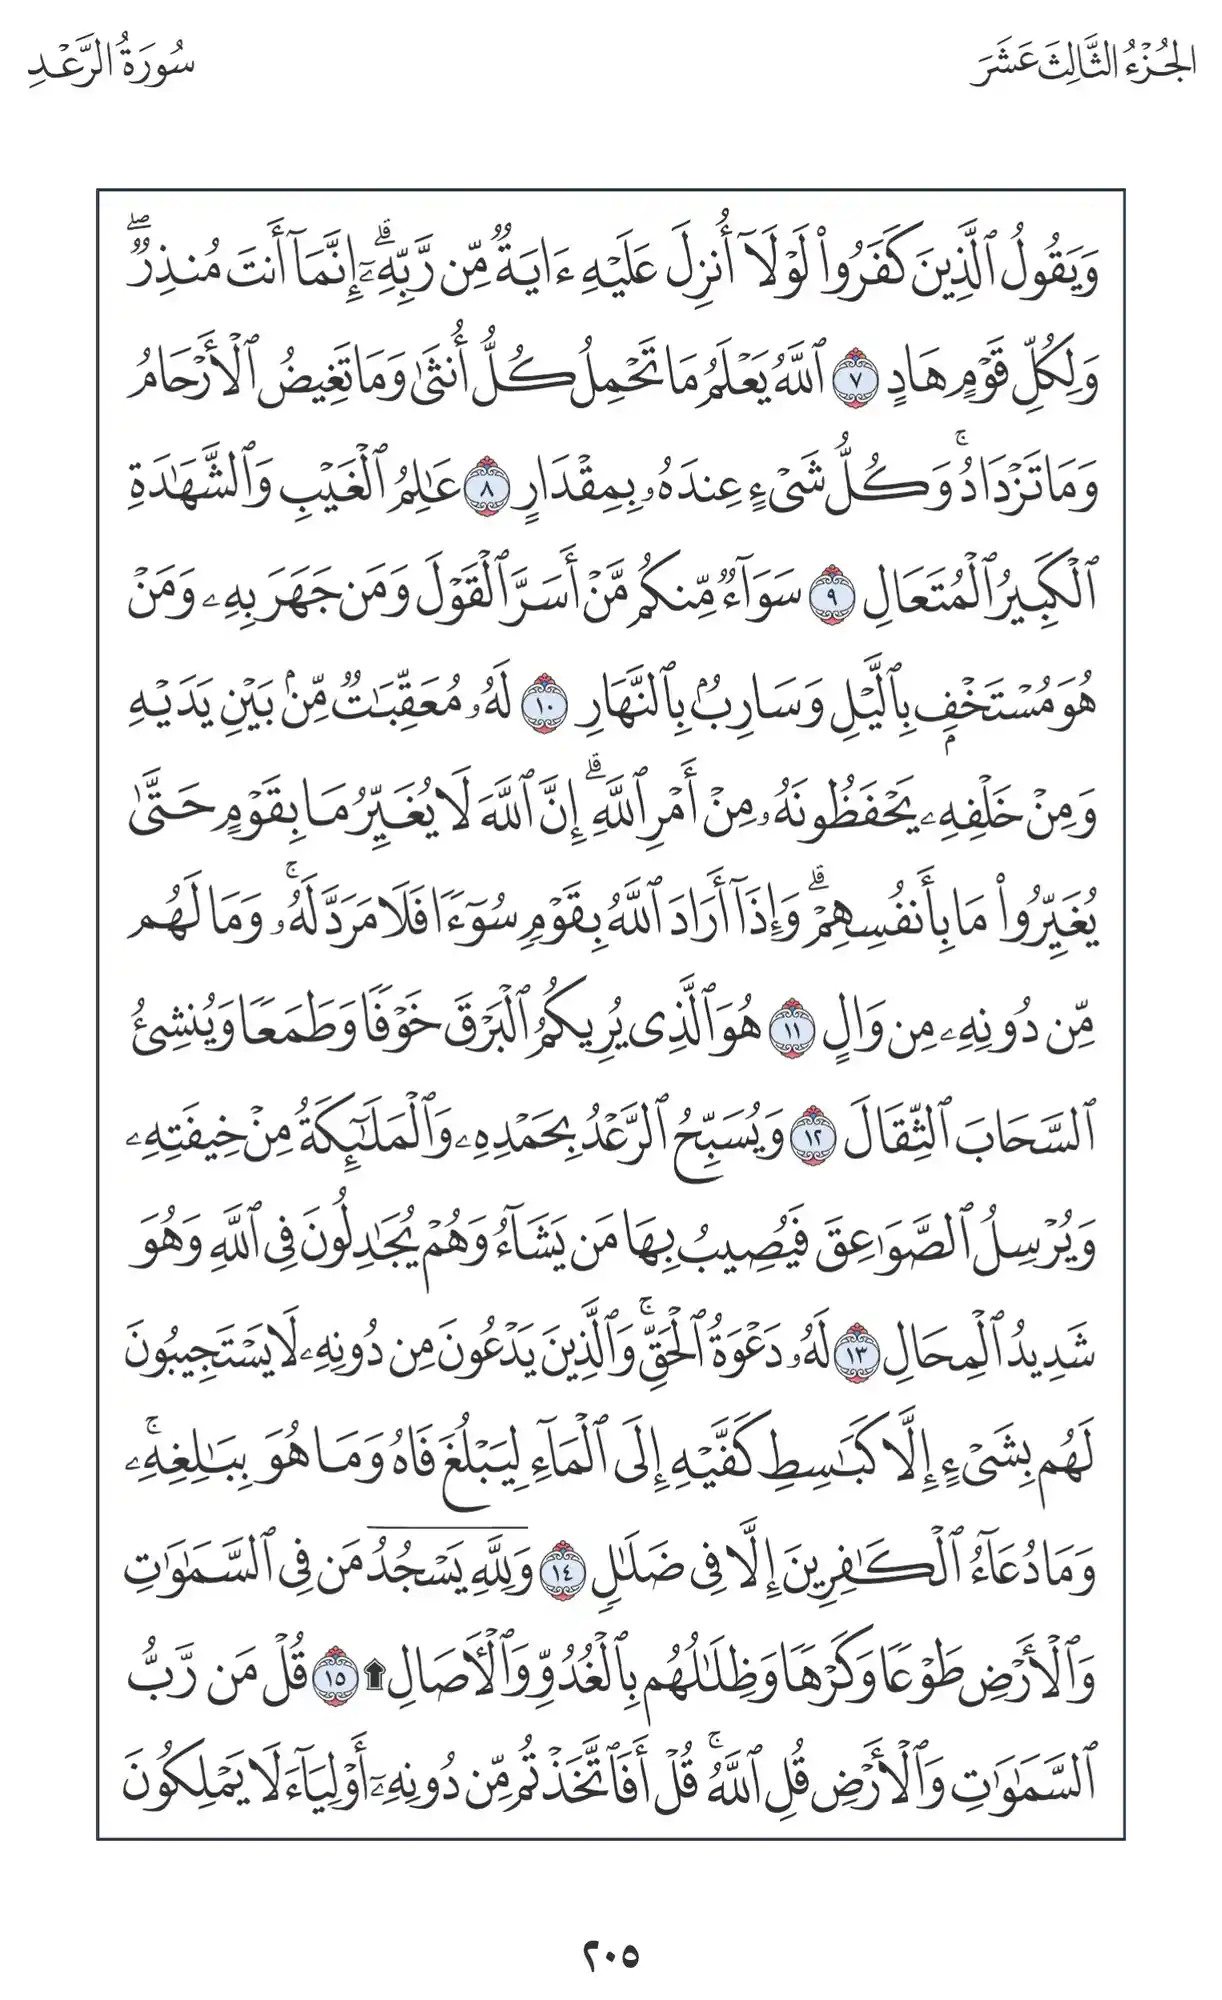 الجُزْءُ الثَّالِثَ عَشَرَ
سُورَةُ الرَّعْدِ
وَيَقُولُ ٱلَّذِينَ كَفَرُوا۟ لَوْلَآ أُنزِلَ عَلَيْهِ ءَايَةٌ مِّن رَّبِّهِۦٓ ۗ إِنَّمَآ أَنتَ مُنذِرٌ ۖ
وَلِكُلِّ قَوْمٍ هَادٍ ٧ ٱللَّهُ يَعْلَمُ مَا تَحْمِلُ كُلُّ أُنثَىٰ وَمَا تَغِيضُ ٱلْأَرْحَامُ
وَمَا تَزْدَادُ ۚ وَكُلُّ شَىْءٍ عِندَهُۥ بِمِقْدَارٍ ٨ عَـٰلِمُ ٱلْغَيْبِ وَٱلشَّهَـٰدَةِ
ٱلْكَبِيرُ ٱلْمُتَعَالِ ٩ سَوَآءٌ مِّنكُم مَّنْ أَسَرَّ ٱلْقَوْلَ وَمَن جَهَرَ بِهِۦ وَمَنْ
هُوَ مُسْتَخْفٍۭ بِٱلَّيْلِ وَسَارِبٌۢ بِٱلنَّهَارِ ١٠ لَهُۥ مُعَقِّبَـٰتٌ مِّنۢ بَيْنِ يَدَيْهِ
وَمِنْ خَلْفِهِۦ يَحْفَظُونَهُۥ مِنْ أَمْرِ ٱللَّهِ ۗ إِنَّ ٱللَّهَ لَا يُغَيِّرُ مَا بِقَوْمٍ حَتَّىٰ
يُغَيِّرُوا۟ مَا بِأَنفُسِهِمْ ۗ وَإِذَآ أَرَادَ ٱللَّهُ بِقَوْمٍ سُوٓءًا فَلَا مَرَدَّ لَهُۥ ۚ وَمَا لَهُم
مِّن دُونِهِۦ مِن وَالٍ ١١ هُوَ ٱلَّذِى يُرِيكُمُ ٱلْبَرْقَ خَوْفًا وَطَمَعًا وَيُنشِئُ
ٱلسَّحَابَ ٱلثِّقَالَ ١٢ وَيُسَبِّحُ ٱلرَّعْدُ بِحَمْدِهِۦ وَٱلْمَلَـٰٓئِكَةُ مِنْ خِيفَتِهِۦ
وَيُرْسِلُ ٱلصَّوَٰعِقَ فَيُصِيبُ بِهَا مَن يَشَآءُ وَهُمْ يُجَـٰدِلُونَ فِى ٱللَّهِ وَهُوَ
شَدِيدُ ٱلْمِحَالِ ١٣ لَهُۥ دَعْوَةُ ٱلْحَقِّ ۚ وَٱلَّذِينَ يَدْعُونَ مِن دُونِهِۦ لَا يَسْتَجِيبُونَ
لَهُم بِشَىْءٍ إِلَّا كَبَـٰسِطِ كَفَّيْهِ إِلَى ٱلْمَآءِ لِيَبْلُغَ فَاهُ وَمَا هُوَ بِبَـٰلِغِهِۦ ۚ
وَمَا دُعَآءُ ٱلْكَـٰفِرِينَ إِلَّا فِى ضَلَـٰلٍ ١٤ وَلِلَّهِ يَسْجُدُ مَن فِى ٱلسَّمَـٰوَٰتِ
وَٱلْأَرْضِ طَوْعًا وَكَرْهًا وَظِلَـٰلُهُم بِٱلْغُدُوِّ وَٱلْـَٔاصَالِ ۩ ١٥ قُلْ مَن رَّبُّ
ٱلسَّمَـٰوَٰتِ وَٱلْأَرْضِ قُلِ ٱللَّهُ ۚ قُلْ أَفَٱتَّخَذْتُم مِّن دُونِهِۦٓ أَوْلِيَآءَ لَا يَمْلِكُونَ
٢٠٥